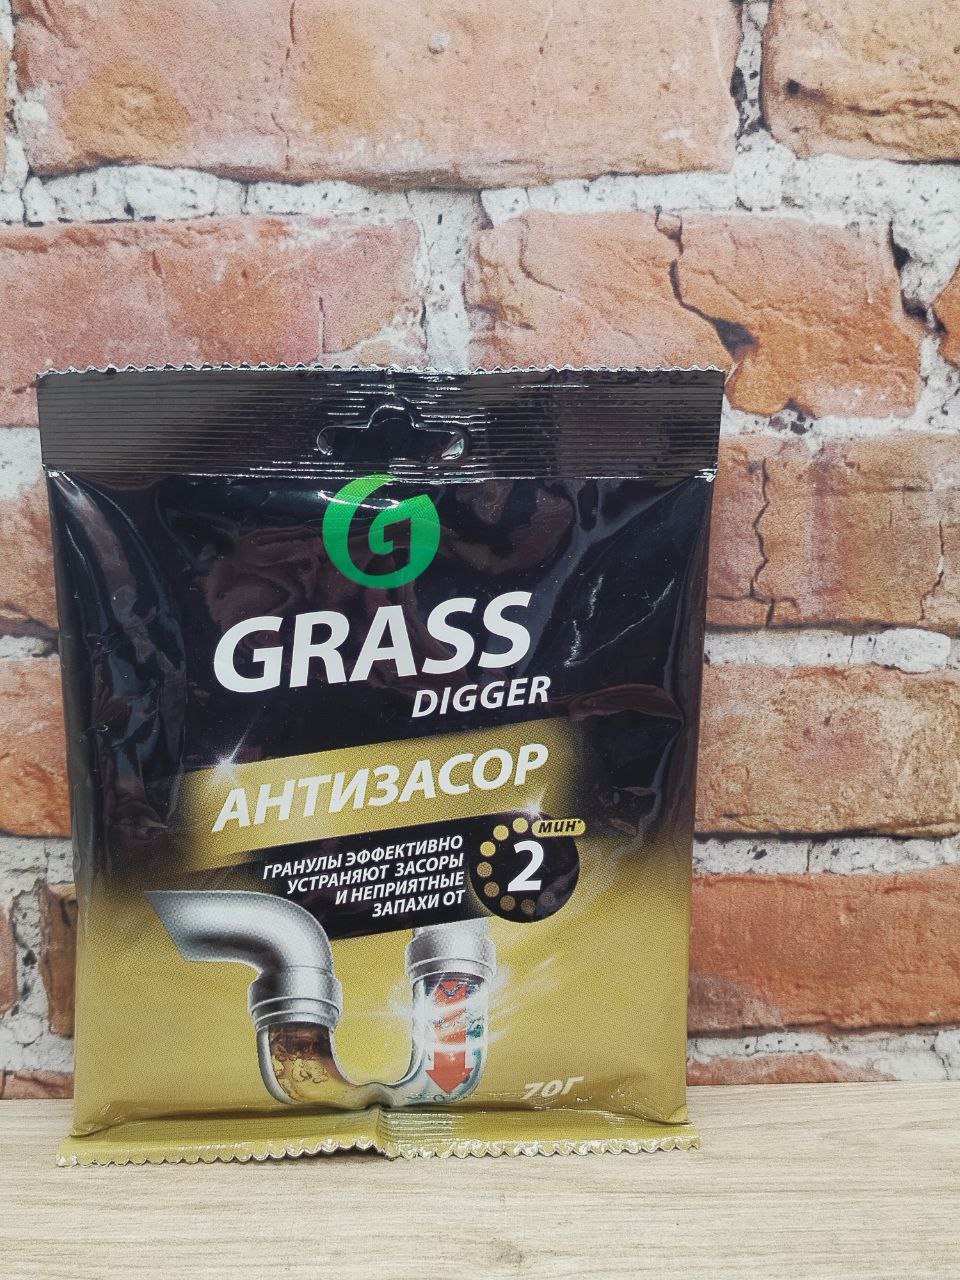 G
GRASS
DIGGER
АНТИЗАСОР
ГРАНУЛЫ ЭФФЕКТИВНО
УСТРАНЯЮТ ЗАСОРЫ
И НЕПРИЯТНЫЕ
ЗАПАХИ ОТ
2 МИН*
70Г